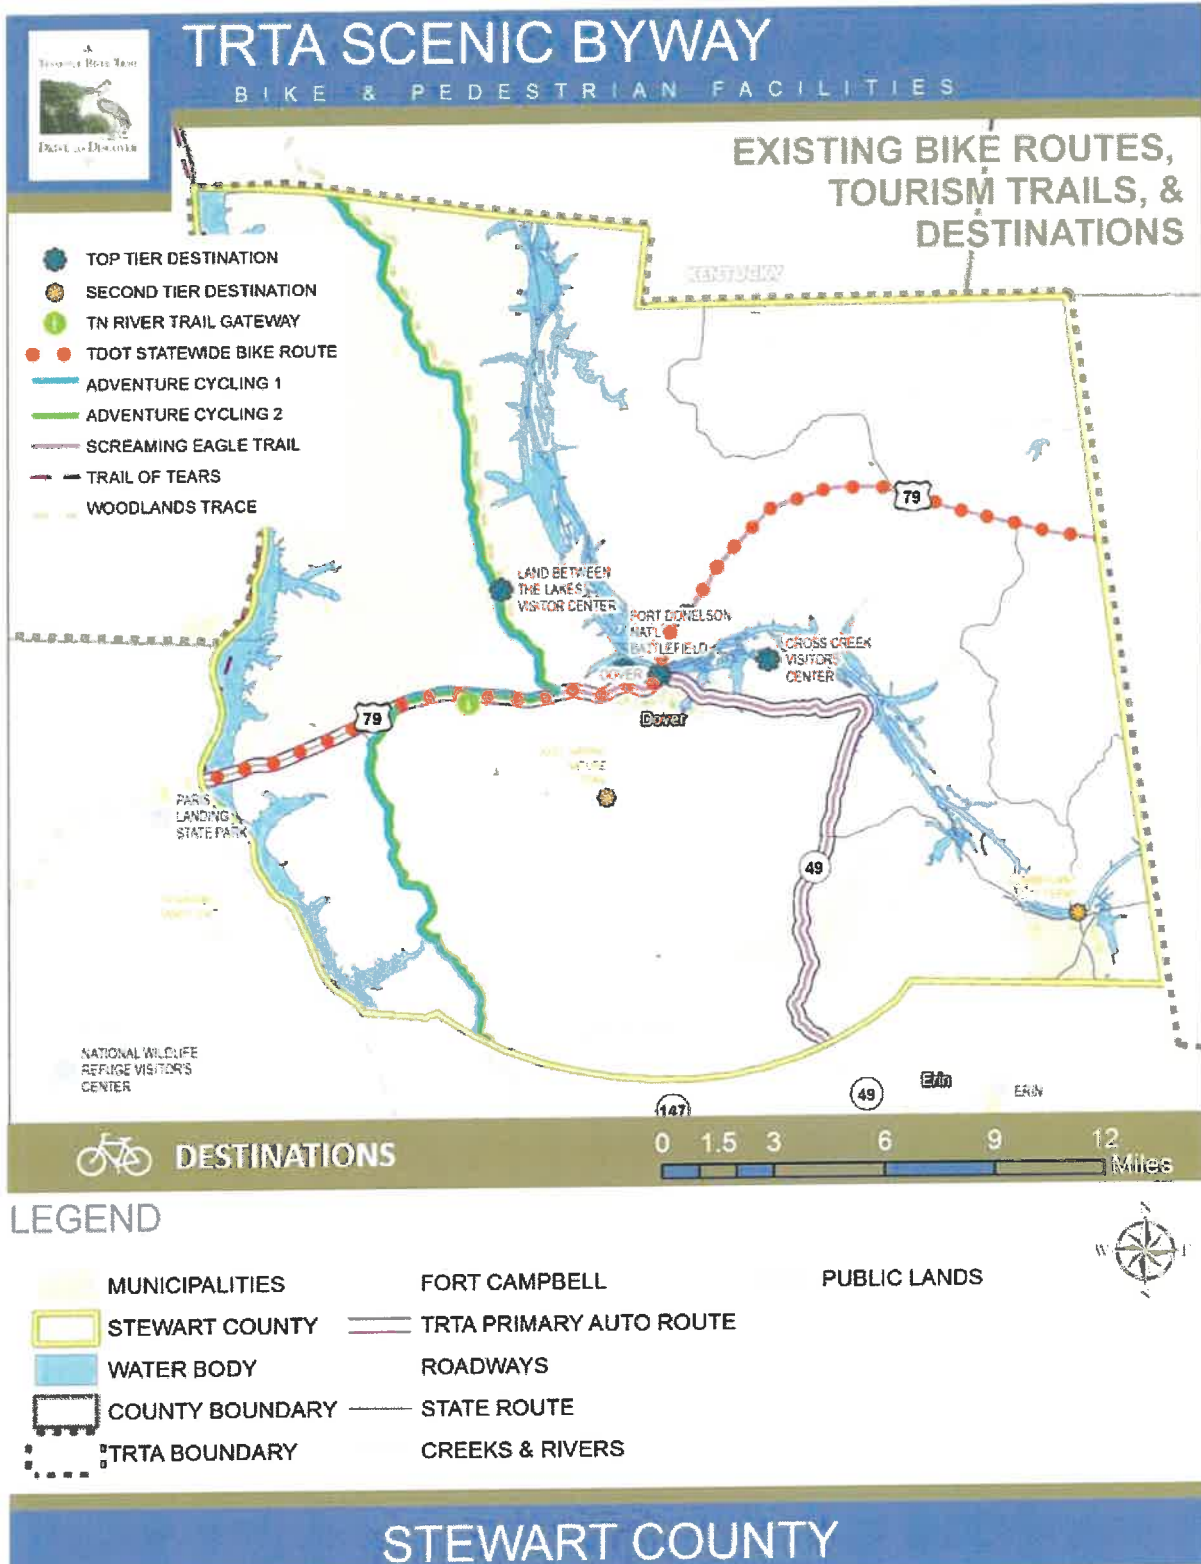 TRTA SCENIC BYWAY
BIKE & PEDESTRIAN FACILITIES
EXISTING BIKE ROUTES,
TOURISM TRAILS, &
DESTINATIONS
TOP TIER DESTINATION
SECOND TIER DESTINATION
TN RIVER TRAIL GATEWAY
TDOT STATEWIDE BIKE ROUTE
ADVENTURE CYCLING 1
ADVENTURE CYCLING 2
SCREAMING EAGLE TRAIL
TRAIL OF TEARS
WOODLANDS TRACE
KENTUCKY
79
LAND BETWEEN
THE LAKES
VISITOR CENTER
FORT DONELSON
NAT'L
BATTLEFIELD
CROSS CREEK
VISITORS
CENTER
DOVER
Dover
79
PARIS
LANDING
STATE PARK
49
NATIONAL WILDLIFE
REFUGE VISITOR'S
CENTER
147
49
Erin
ERIN
DESTINATIONS
0 1.5 3 6 9 12
Miles
LEGEND
W
N
MUNICIPALITIES
STEWART COUNTY
WATER BODY
COUNTY BOUNDARY
TRTA BOUNDARY
FORT CAMPBELL
TRTA PRIMARY AUTO ROUTE
ROADWAYS
STATE ROUTE
CREEKS & RIVERS
PUBLIC LANDS
STEWART COUNTY